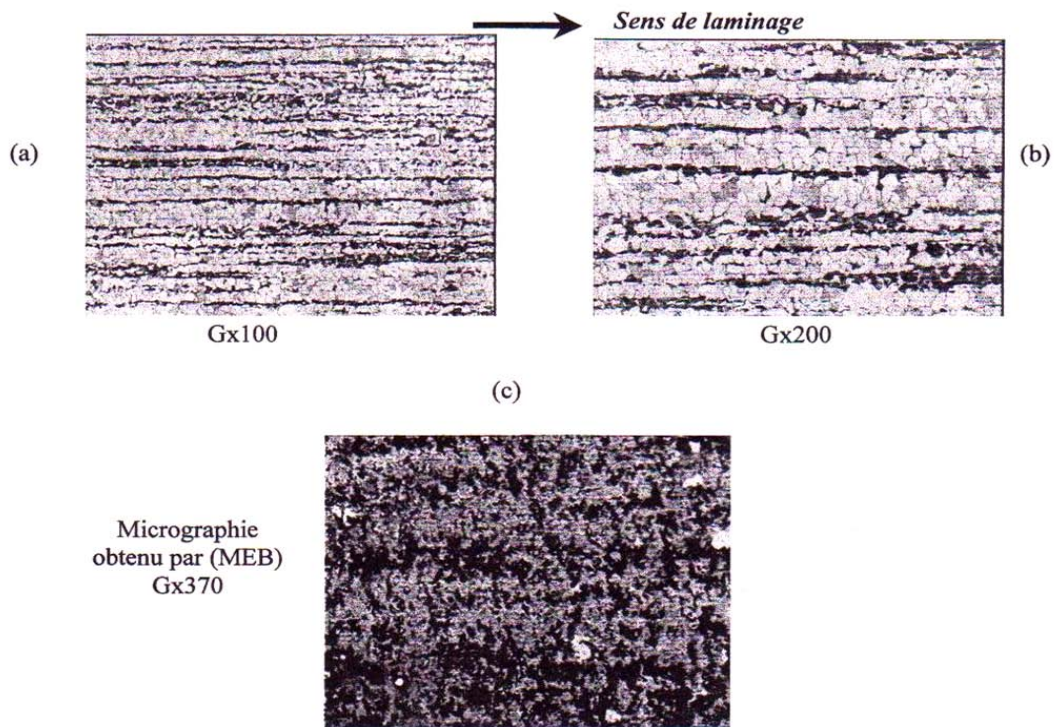 Sens de laminage
(a)
(b)
Gx100
Gx200
(c)
Micrographie
obtenu par (MEB)
Gx370